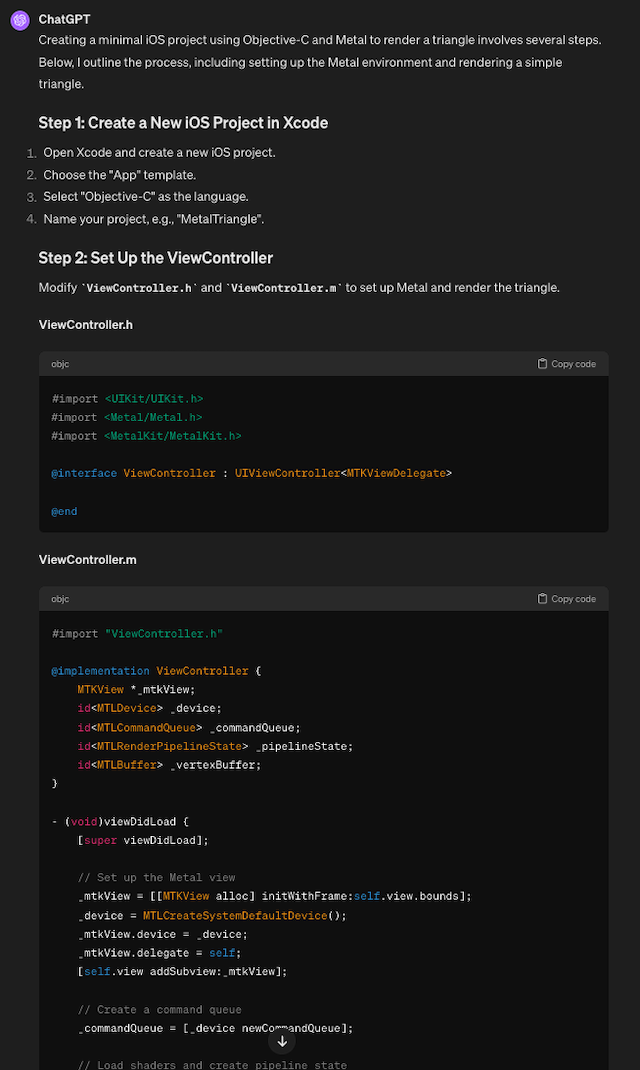 ChatGPT
Creating a minimal iOS project using Objective-C and Metal to render a triangle involves several steps.
Below, I outline the process, including setting up the Metal environment and rendering a simple
triangle.
Step 1: Create a New iOS Project in Xcode
1. Open Xcode and create a new iOS project.
2. Choose the "App" template.
3. Select "Objective-C" as the language.
4. Name your project, e.g., "MetalTriangle".
Step 2: Set Up the ViewController
Modify `ViewController.h` and `ViewController.m` to set up Metal and render the triangle.
ViewController.h
objc Copy code
#import <UIKit/UIKit.h>
#import <Metal/Metal.h>
#import <MetalKit/MetalKit.h>
@interface ViewController : UIViewController<MTKViewDelegate>
@end
ViewController.m
objc Copy code
#import "ViewController.h"
@implementation ViewController {
    MTKView *_mtkView;
    id<MTLDevice> _device;
    id<MTLCommandQueue> _commandQueue;
    id<MTLRenderPipelineState> _pipelineState;
    id<MTLBuffer> _vertexBuffer;
}
- (void)viewDidLoad {
    [super viewDidLoad];
    // Set up the Metal view
    _mtkView = [[MTKView alloc] initWithFrame:self.view.bounds];
    _device = MTLCreateSystemDefaultDevice();
    _mtkView.device = _device;
    _mtkView.delegate = self;
    [self.view addSubview:_mtkView];
    // Create a command queue
    _commandQueue = [_device newCommandQueue];
    // Load shaders and create pipeline state